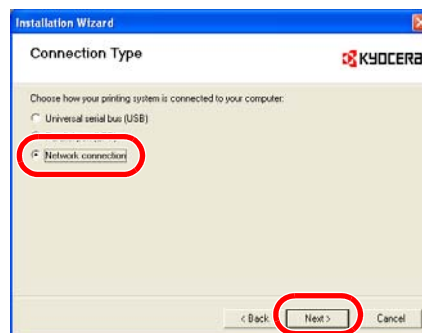 Installation Wizard
Connection Type
KYOCERA
Choose how your printing system is connected to your computer:
Universal serial bus (USB)
Network connection
< Back
Next >
Cancel